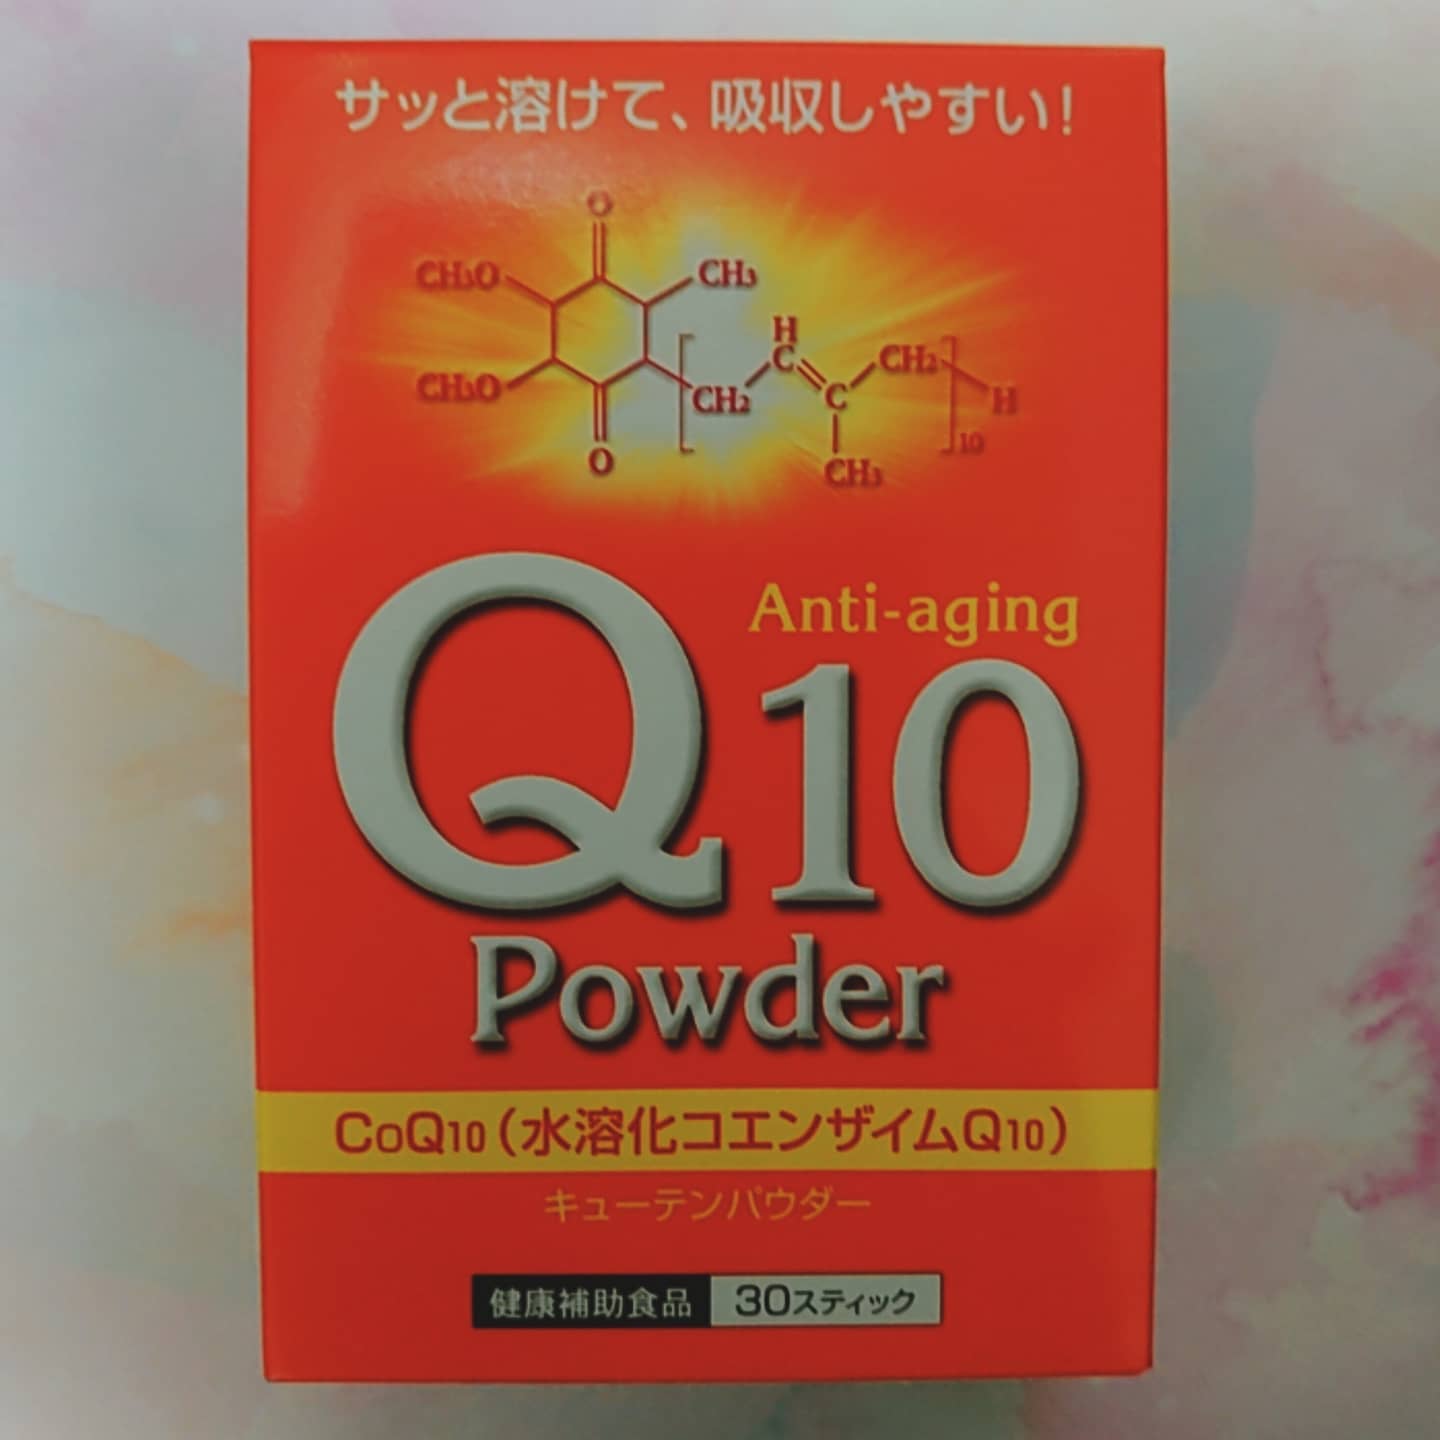 サッと溶けて、吸収しやすい！
O
CH3O
CH3
H
C
CH2
CH3O
CH2
C
H
10
O
CH3
Anti-aging
Q10
Powder
CoQ10（水溶化コエンザイムQ10）
キューテンパウダー
健康補助食品 30スティック